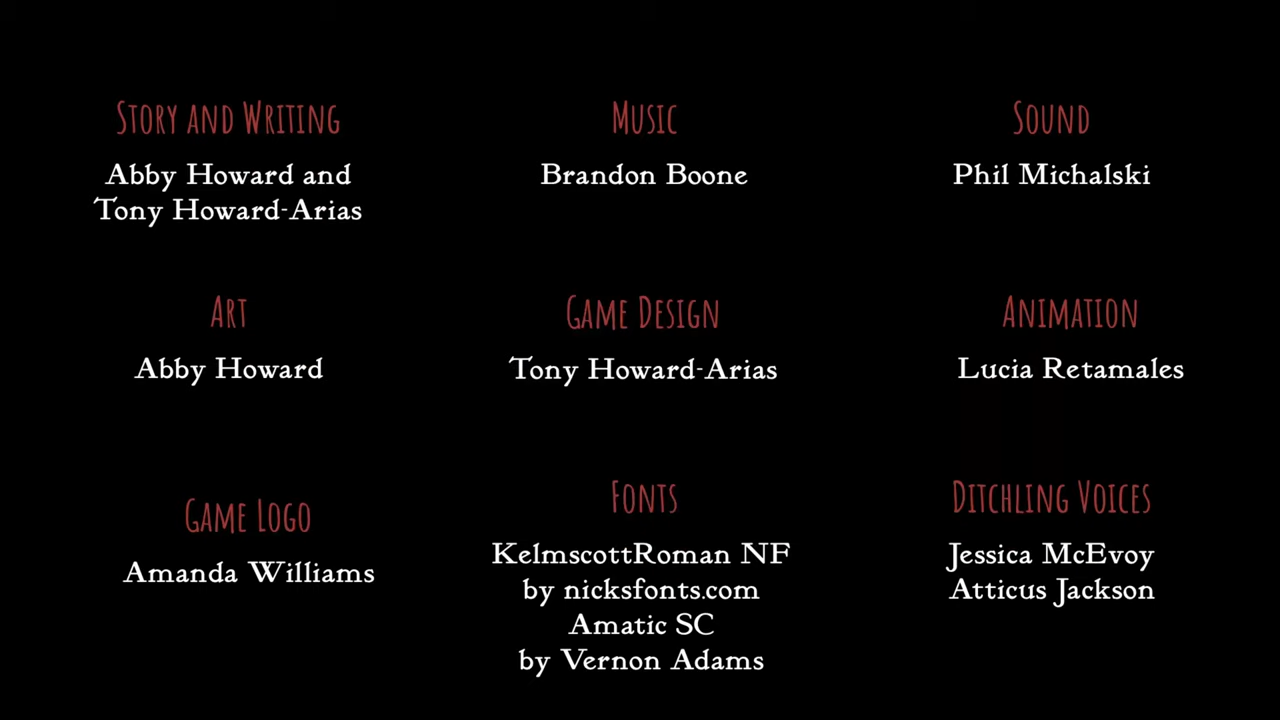 Story and Writing
Abby Howard and
Tony Howard-Arias
Music
Brandon Boone
Sound
Phil Michalski
Art
Abby Howard
Game Design
Tony Howard-Arias
Animation
Lucia Retamales
Game Logo
Amanda Williams
Fonts
KelmscottRoman NF
by nicksfonts.com
Amatic SC
by Vernon Adams
Ditchling Voices
Jessica McEvoy
Atticus Jackson